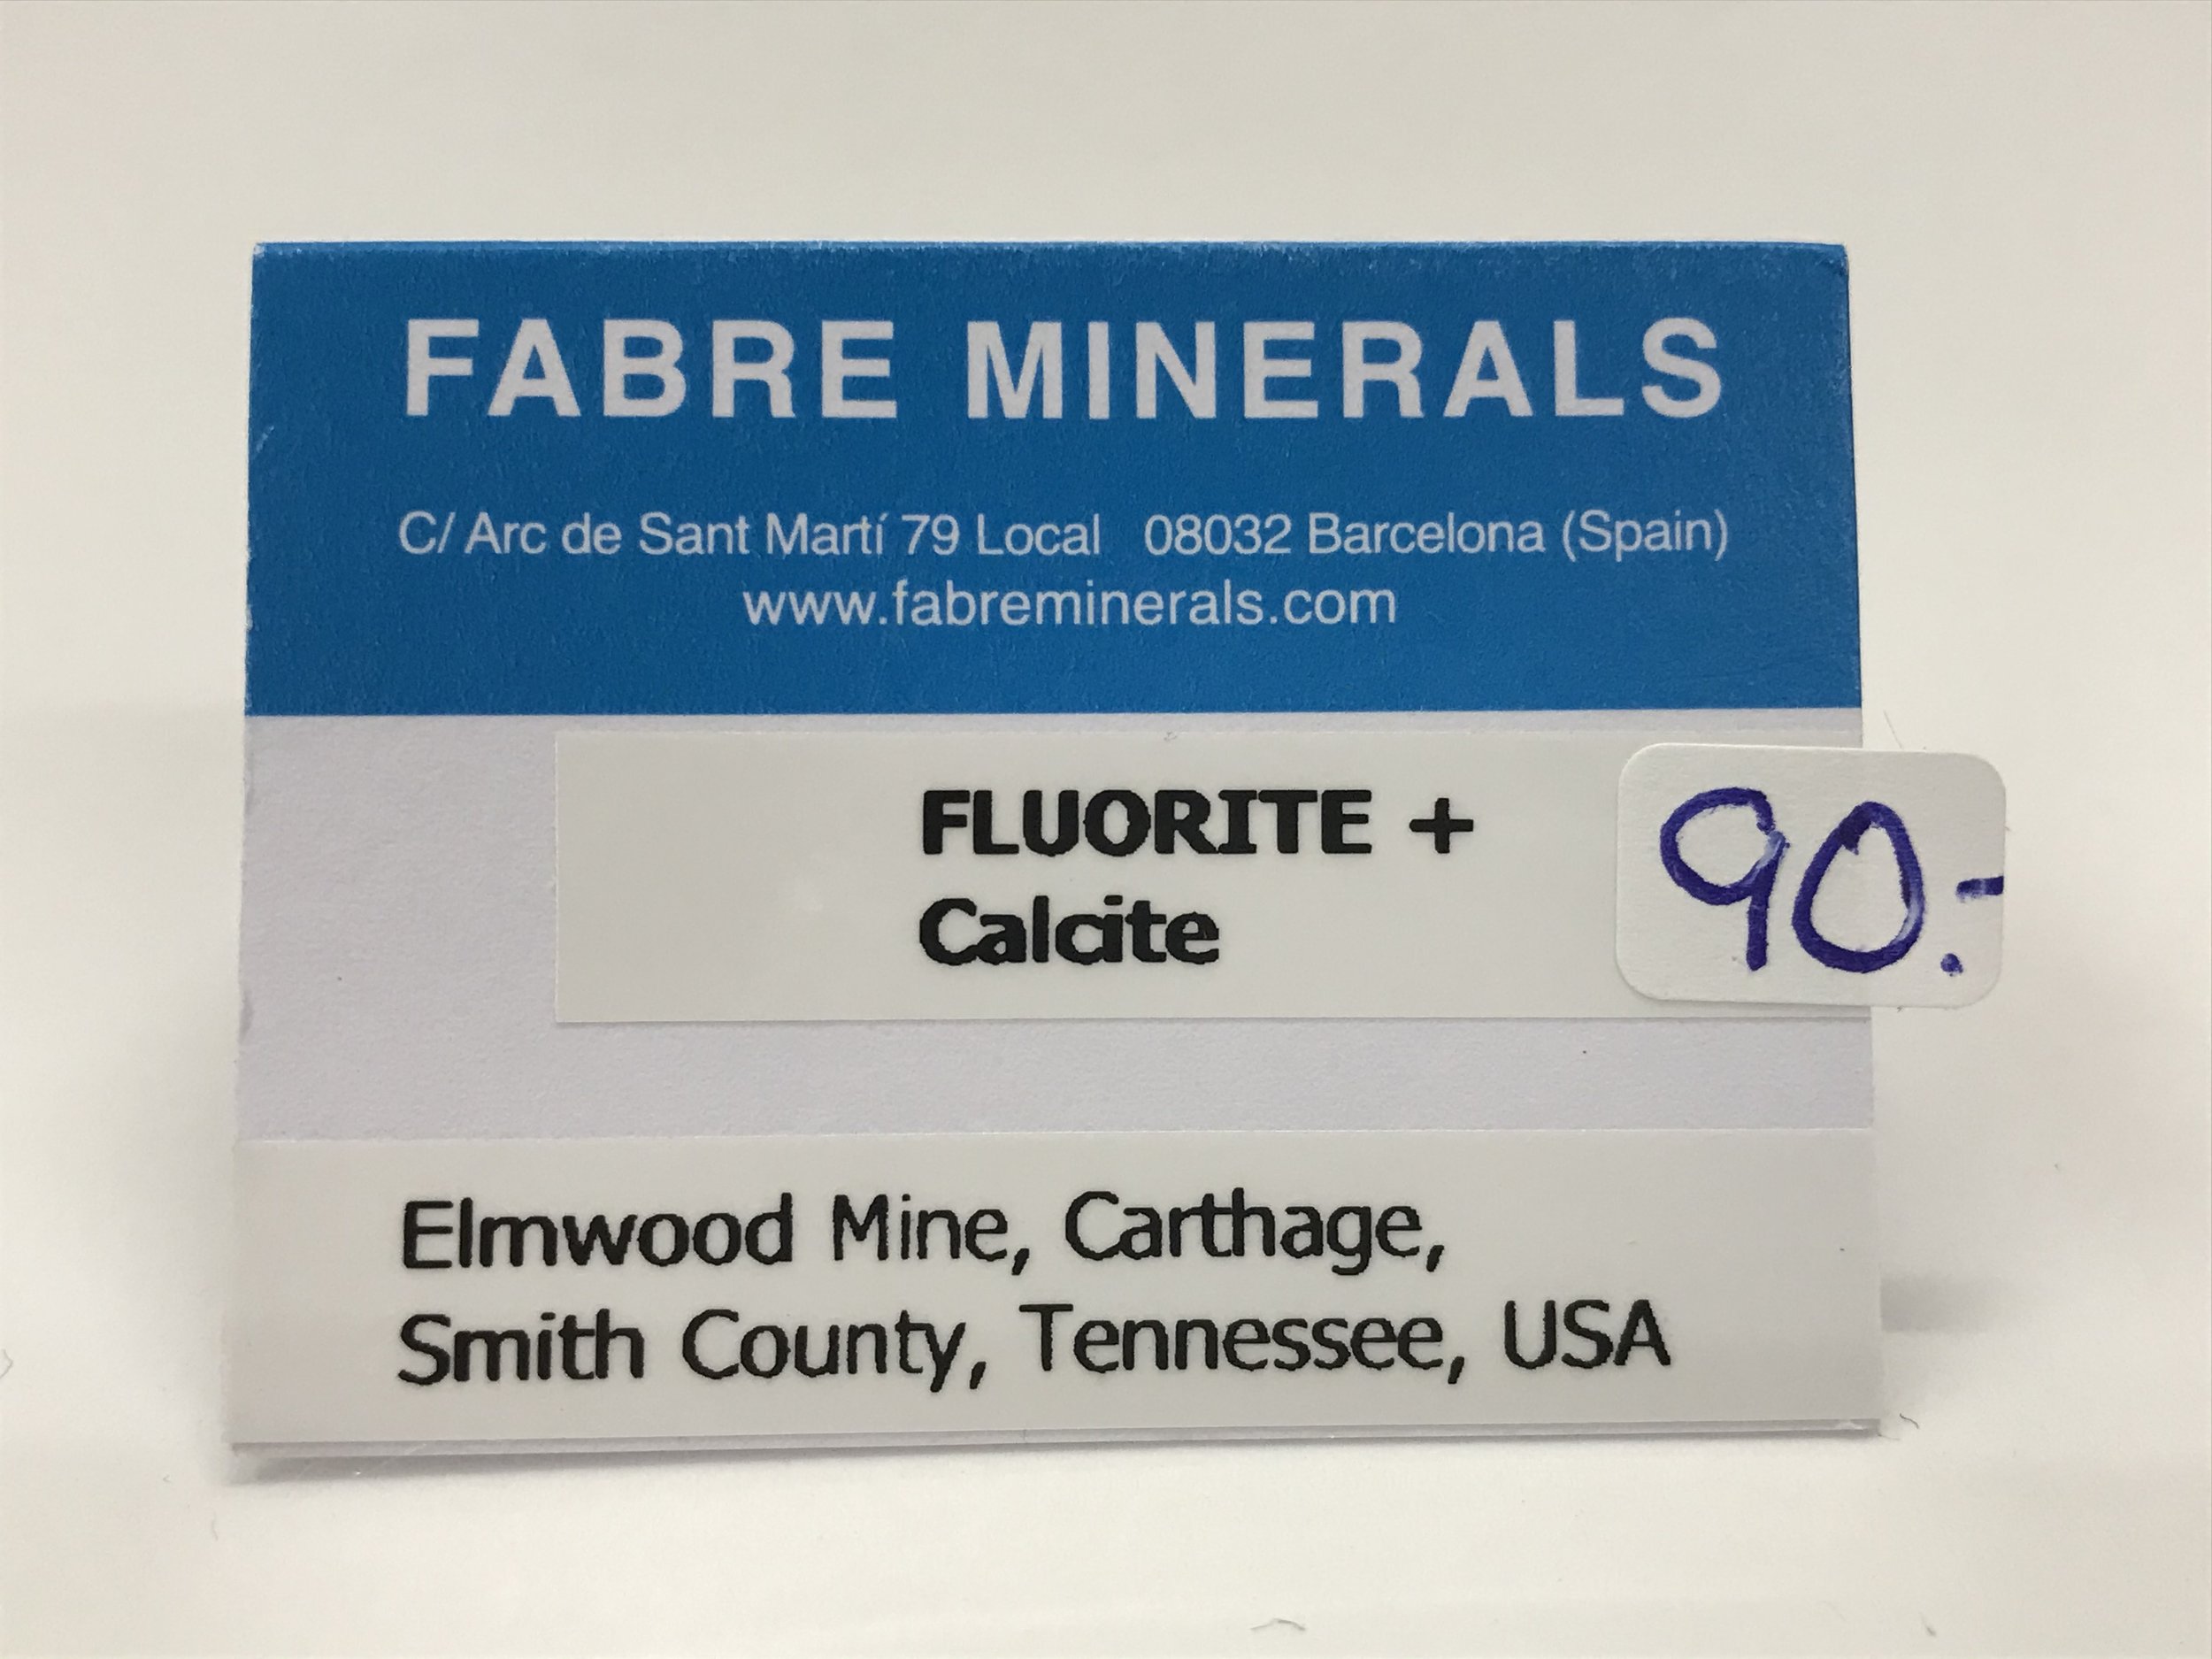 FABRE MINERALS
C/ Arc de Sant Martí 79 Local 08032 Barcelona (Spain)
www.fabreminerals.com
FLUORITE +
Calcite
90.-
Elmwood Mine, Carthage,
Smith County, Tennessee, USA